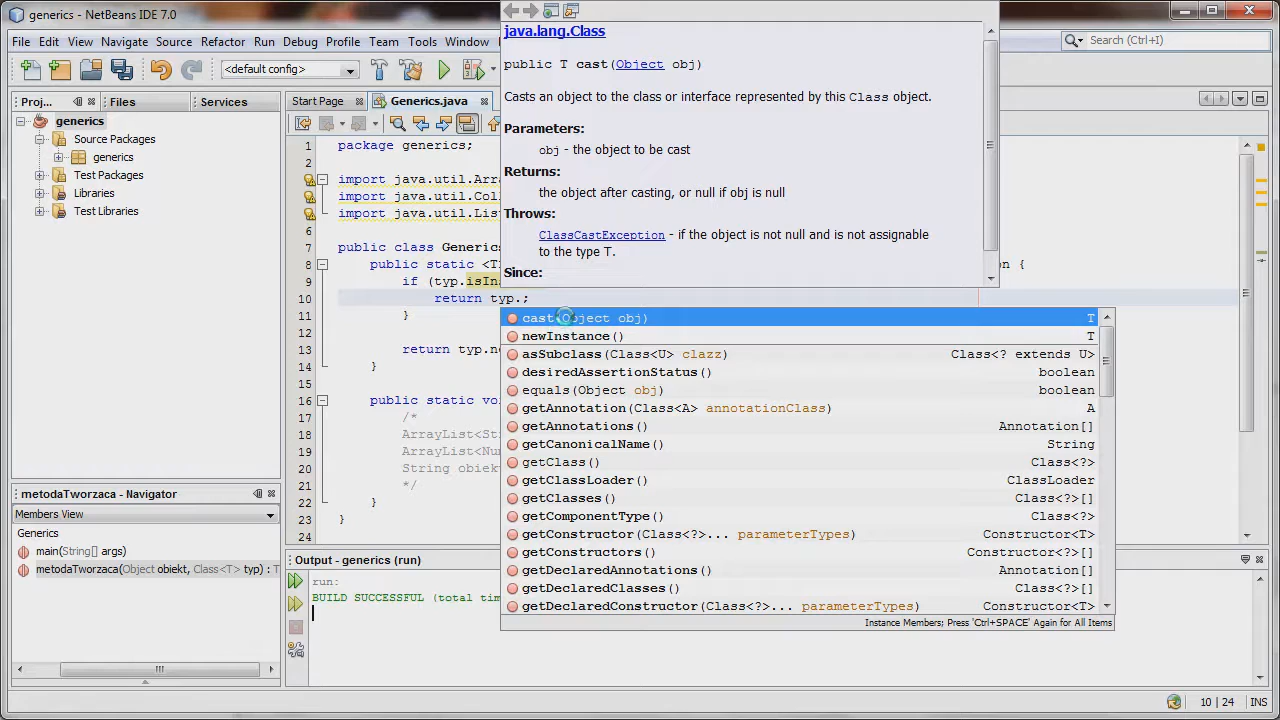 generics - NetBeans IDE 7.0
File Edit View Navigate Source Refactor Run Debug Profile Team Tools Window
Search (Ctrl+I)
<default config>
Proj... Files Services
Start Page Generics.java
generics
Source Packages
generics
Test Packages
Libraries
Test Libraries
1 package generics;
2
3 import java.util.Arr
4 import java.util.Col
5 import java.util.List
6
7 public class Generics
8 public static <T on {
9 if (typ.isIn
10 return typ.;
11 }
12
13 return typ.ne
14 }
15
16 public static voi
17 /*
18 ArrayList<St
19 ArrayList<Num
20 String obiekt
21 */
22 }
23 }
24
java.lang.Class
public T cast(Object obj)
Casts an object to the class or interface represented by this Class object.
Parameters:
obj - the object to be cast
Returns:
the object after casting, or null if obj is null
Throws:
ClassCastException - if the object is not null and is not assignable
to the type T.
Since:
cast(Object obj) T
newInstance() T
asSubclass(Class<U> clazz) Class<? extends U>
desiredAssertionStatus() boolean
equals(Object obj) boolean
getAnnotation(Class<A> annotationClass) A
getAnnotations() Annotation[]
getCanonicalName() String
getClass() Class<?>
getClassLoader() ClassLoader
getClasses() Class<?>[]
getComponentType() Class<?>
getConstructor(Class<?>... parameterTypes) Constructor<T>
getConstructors() Constructor<?>[]
getDeclaredAnnotations() Annotation[]
getDeclaredClasses() Class<?>[]
getDeclaredConstructor(Class<?>... parameterTypes) Constructor<T>
Instance Members; Press 'Ctrl+SPACE' Again for All Items
metodaTworzaca - Navigator
Members View
Generics
main(String[] args)
metodaTworzaca(Object obiekt, Class<T> typ) : T
Output - generics (run)
run:
BUILD SUCCESSFUL (total tim
10 | 24 INS